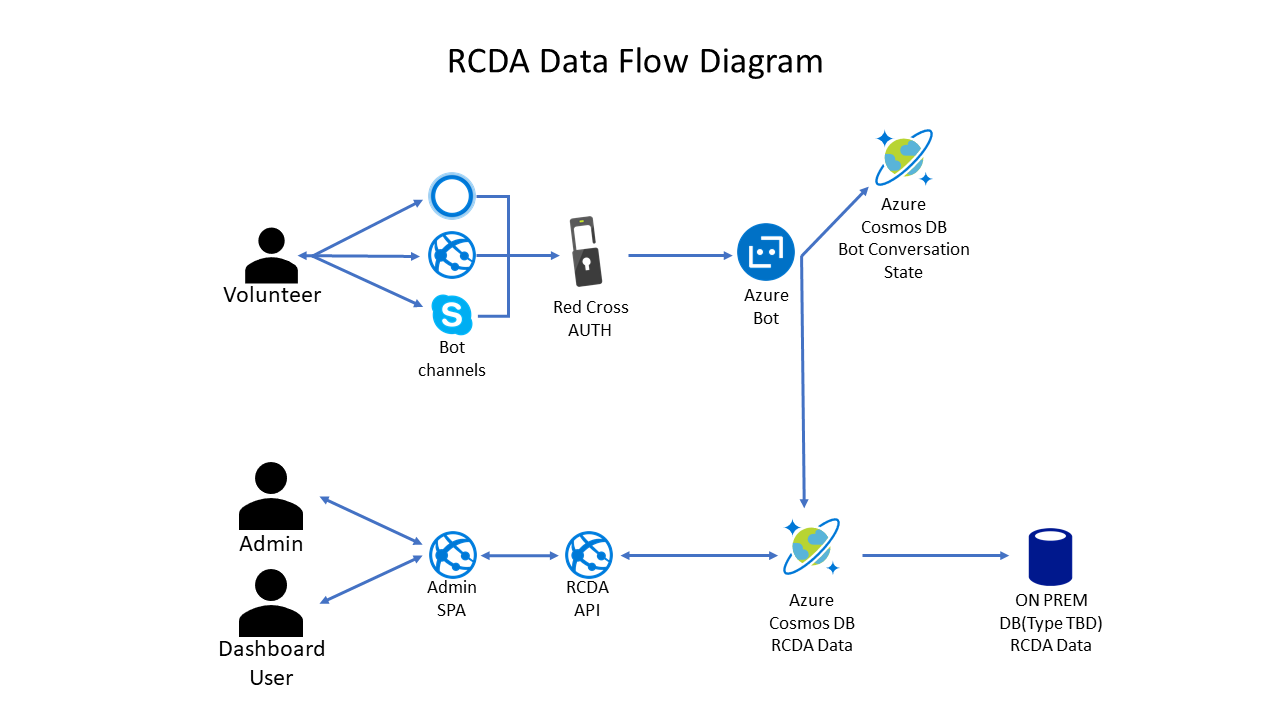 RCDA Data Flow Diagram
Azure
Cosmos DB
Bot Conversation
State
Volunteer
S
Bot
channels
Red Cross
AUTH
Azure
Bot
Admin
Dashboard
User
Admin
SPA
RCDA
API
Azure
Cosmos DB
RCDA Data
ON PREM
DB(Type TBD)
RCDA Data